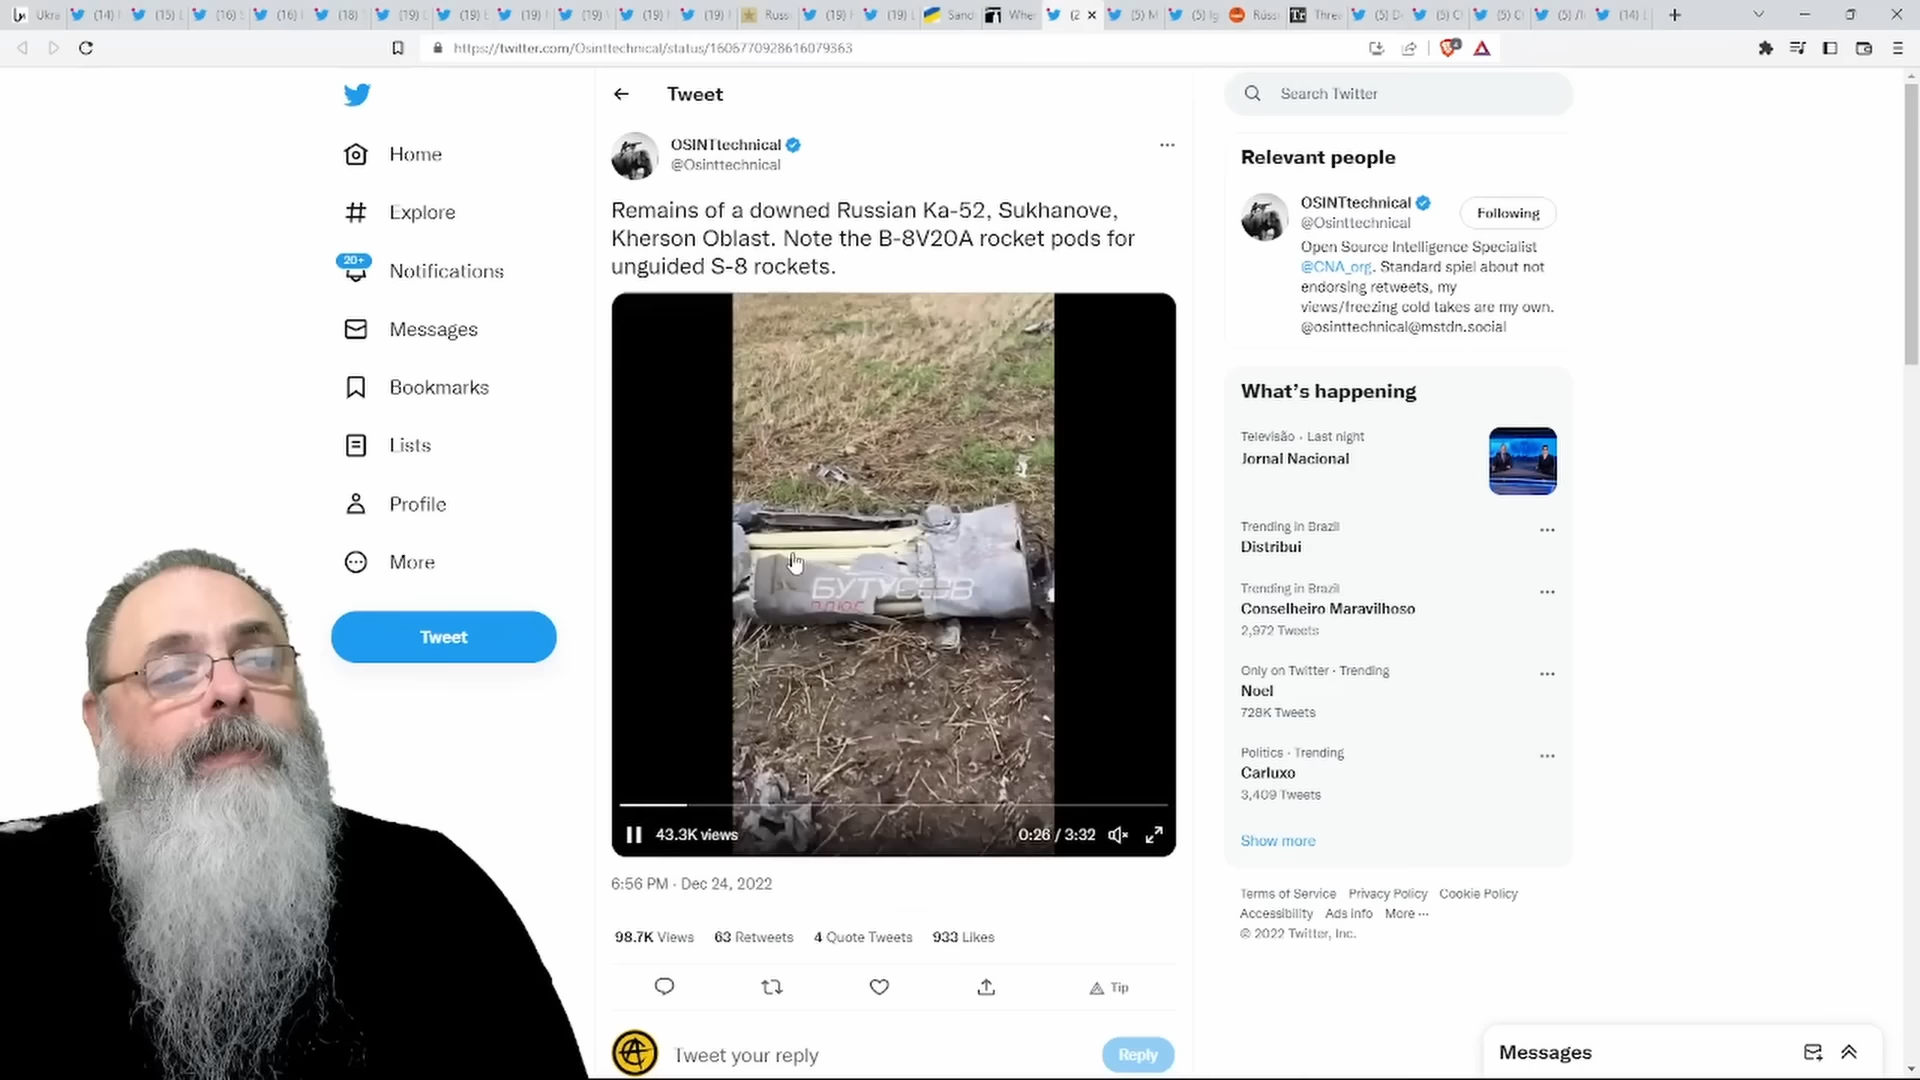 https://twitter.com/Osinttechnical/status/1606770928616079363
Home
Explore
20+
Notifications
Messages
Bookmarks
Lists
Profile
More
Tweet
Tweet
OSINTtechnical
@Osinttechnical
Remains of a downed Russian Ka-52, Sukhanove,
Kherson Oblast. Note the B-8V20A rocket pods for
unguided S-8 rockets.
БУТУСОВ
ПЛЮС
43.3K views
0:26 / 3:32
6:56 PM · Dec 24, 2022
98.7K Views 63 Retweets 4 Quote Tweets 933 Likes
Tip
Tweet your reply
Reply
Search Twitter
Relevant people
OSINTtechnical
@Osinttechnical
Following
Open Source Intelligence Specialist
@CNA_org. Standard spiel about not
endorsing retweets, my
views/freezing cold takes are my own.
@osinttechnical@mstdn.social
What's happening
Televisão · Last night
Jornal Nacional
Trending in Brazil
Distribui
Trending in Brazil
Conselheiro Maravilhoso
2,972 Tweets
Only on Twitter · Trending
Noel
728K Tweets
Politics · Trending
Carluxo
3,409 Tweets
Show more
Terms of Service Privacy Policy Cookie Policy
Accessibility Ads info More ···
© 2022 Twitter, Inc.
Messages